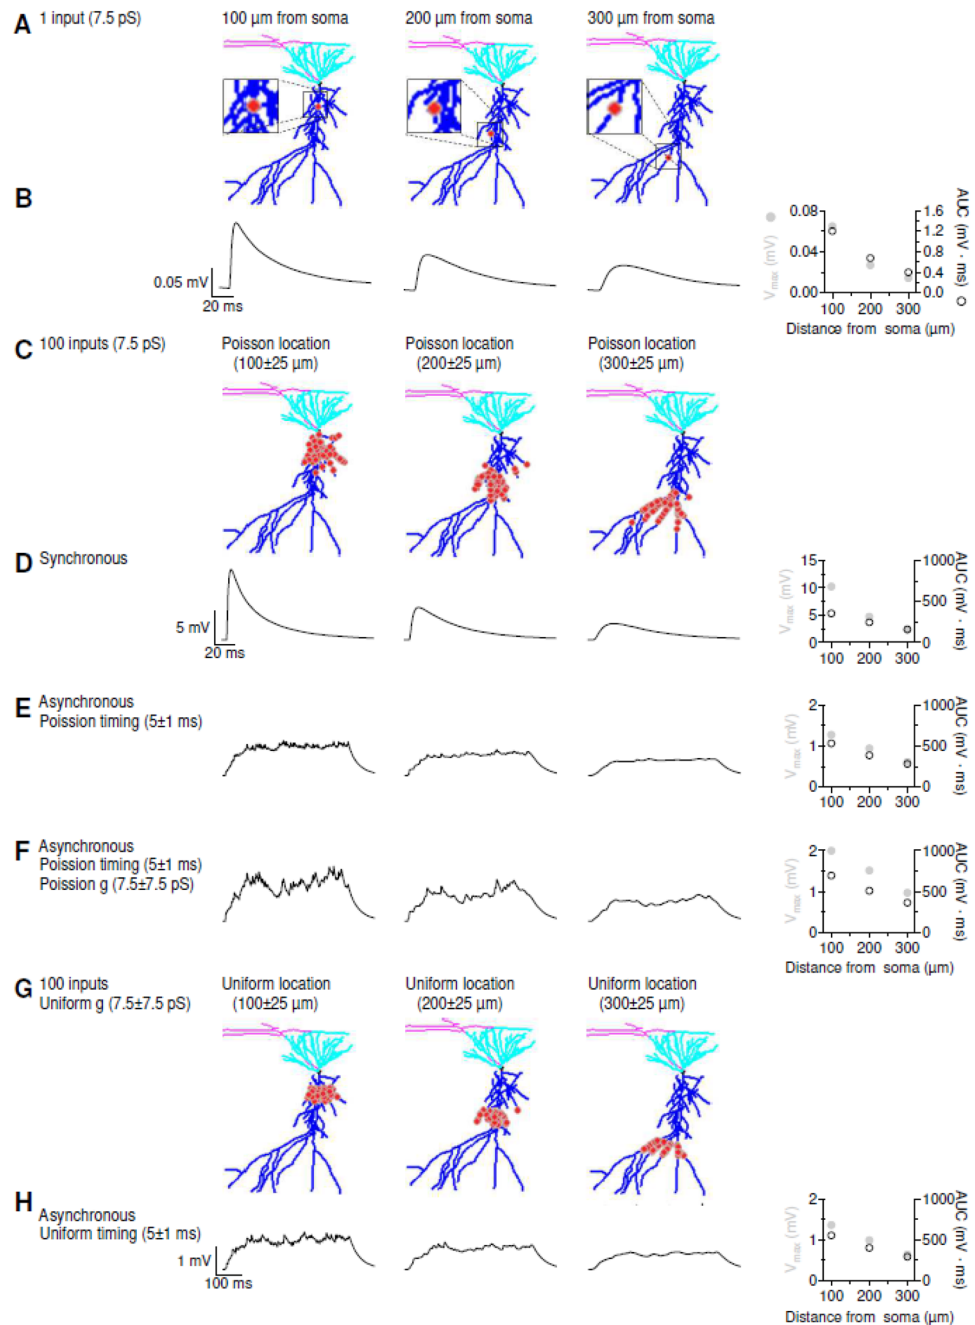 A 1 input (7.5 pS) 100 µm from soma 200 µm from soma 300 µm from soma
B
0.05 mV
20 ms
Vmax (mV)
0.08
0.04
0.00
1.6
1.2
0.8
0.4
0.0
AUC (mV · ms)
100 200 300
Distance from soma (µm)
C 100 inputs (7.5 pS) Poisson location Poisson location Poisson location
(100±25 µm) (200±25 µm) (300±25 µm)
D Synchronous
5 mV
20 ms
Vmax (mV)
15
10
5
0
1000
500
0
AUC (mV · ms)
100 200 300
E Asynchronous
Poission timing (5±1 ms)
Vmax (mV)
2
1
0
1000
500
0
AUC (mV · ms)
100 200 300
F Asynchronous
Poission timing (5±1 ms)
Poission g (7.5±7.5 pS)
Vmax (mV)
2
1
0
1000
500
0
AUC (mV · ms)
100 200 300
Distance from soma (µm)
G 100 inputs Uniform location Uniform location Uniform location
Uniform g (7.5±7.5 pS) (100±25 µm) (200±25 µm) (300±25 µm)
H Asynchronous
Uniform timing (5±1 ms)
1 mV
100 ms
Vmax (mV)
2
1
0
1000
500
0
AUC (mV · ms)
100 200 300
Distance from soma (µm)